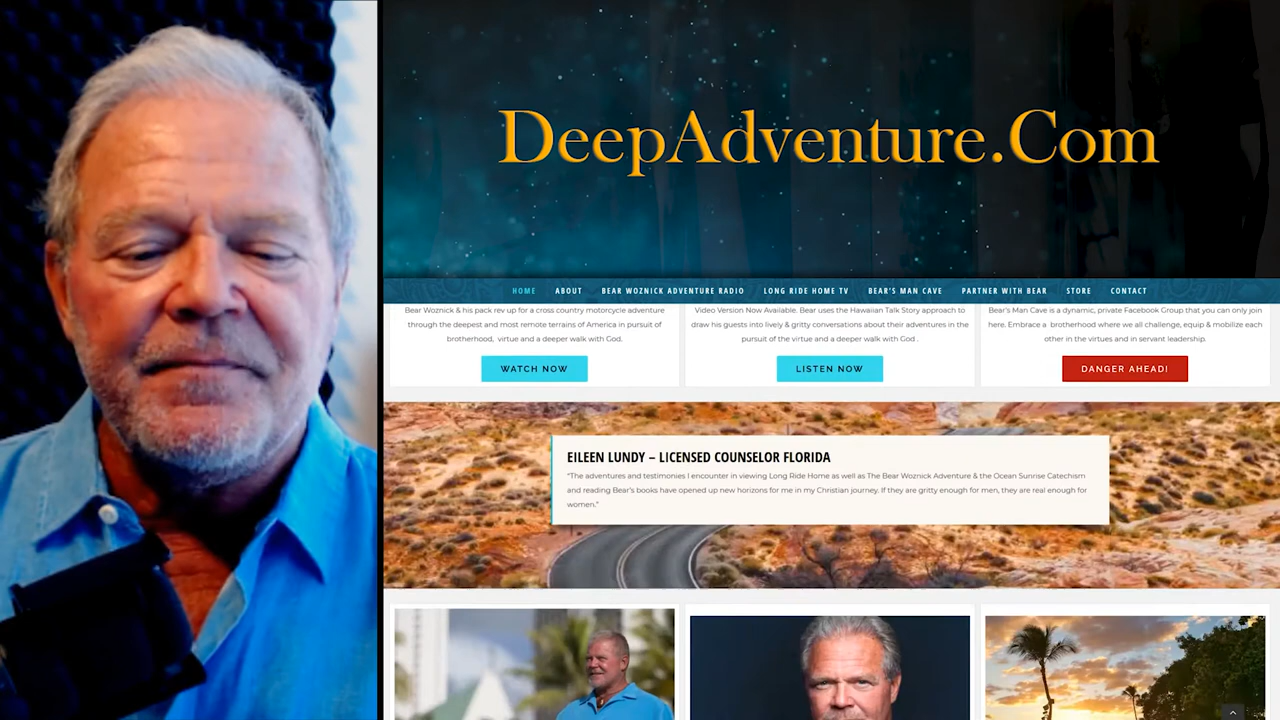 DeepAdventure.Com
HOME ABOUT BEAR WOZNICK ADVENTURE RADIO LONG RIDE HOME TV BEAR'S MAN CAVE PARTNER WITH BEAR STORE CONTACT
Bear Woznick & his pack rev up for a cross country motorcycle adventure
through the deepest and most remote terrains of America in pursuit of
brotherhood, virtue and a deeper walk with God.
WATCH NOW
Video Version Now Available. Bear uses the Hawaiian Talk Story approach to
draw his guests into lively & gritty conversations about their adventures in the
pursuit of the virtue and a deeper walk with God .
LISTEN NOW
Bear's Man Cave is a dynamic, private Facebook Group that you can only join
here. Embrace a brotherhood where we all challenge, equip & mobilize each
other in the virtues and in servant leadership.
DANGER AHEAD!
EILEEN LUNDY – LICENSED COUNSELOR FLORIDA
“The adventures and testimonies I encounter in viewing Long Ride Home as well as The Bear Woznick Adventure & the Ocean Sunrise Catechism
and reading Bear's books have opened up new horizons for me in my Christian journey. If they are gritty enough for men, they are real enough for
women.”